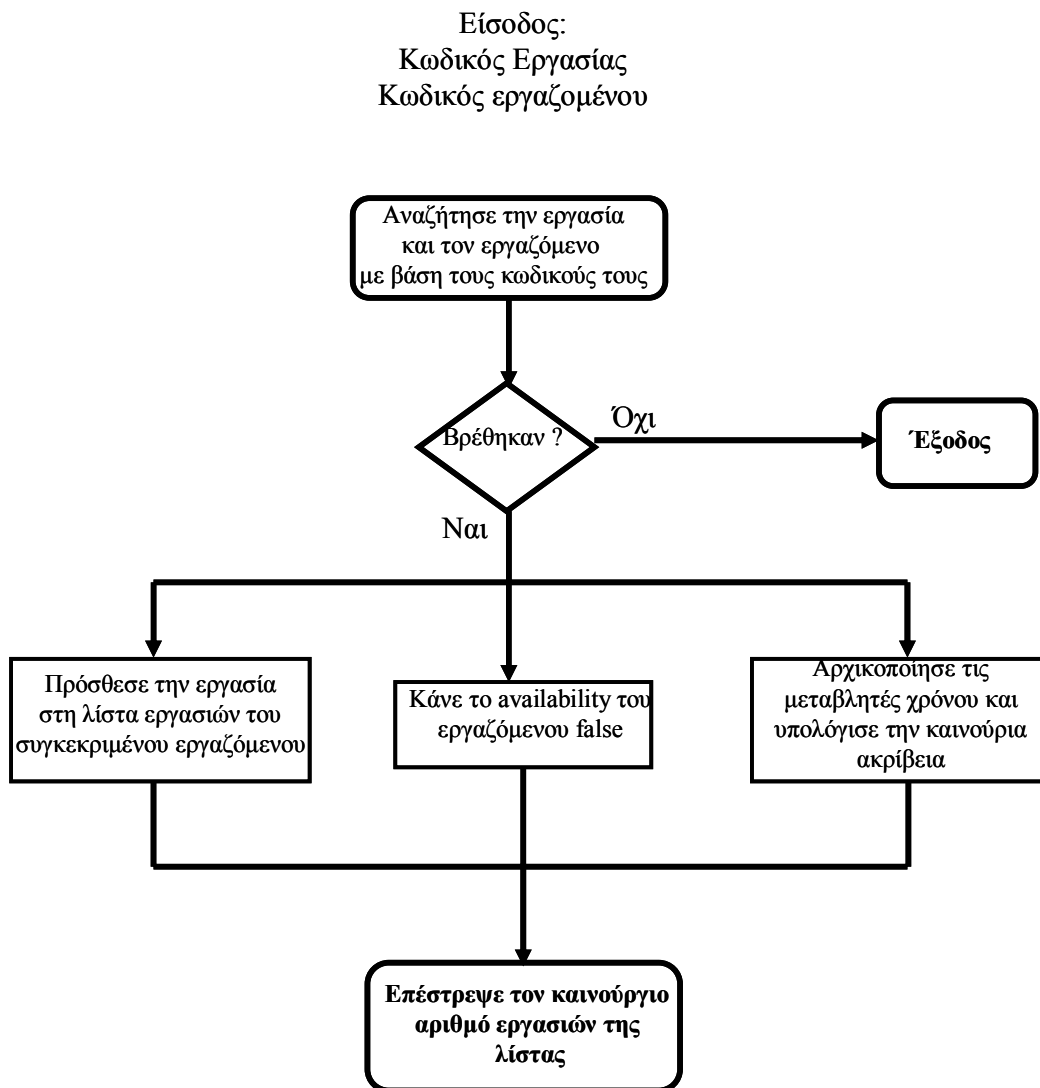 Είσοδος:
Κωδικός Εργασίας
Κωδικός εργαζομένου
Αναζήτησε την εργασία
και τον εργαζόμενο
με βάση τους κωδικούς τους
Βρέθηκαν ?
Όχι
Έξοδος
Ναι
Πρόσθεσε την εργασία
στη λίστα εργασιών του
συγκεκριμένου εργαζόμενου
Κάνε το availability του
εργαζόμενου false
Αρχικοποίησε τις
μεταβλητές χρόνου και
υπολόγισε την καινούρια
ακρίβεια
Επέστρεψε τον καινούργιο
αριθμό εργασιών της
λίστας